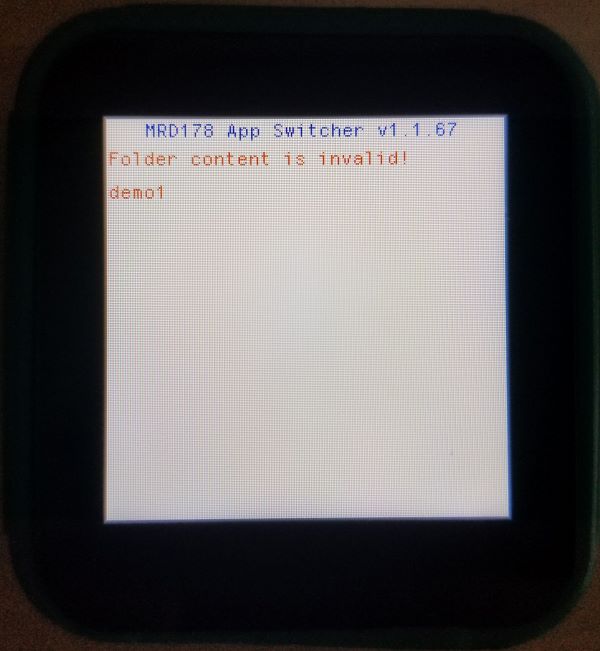 MRD178 App Switcher v1.1.67
Folder content is invalid!
demo1